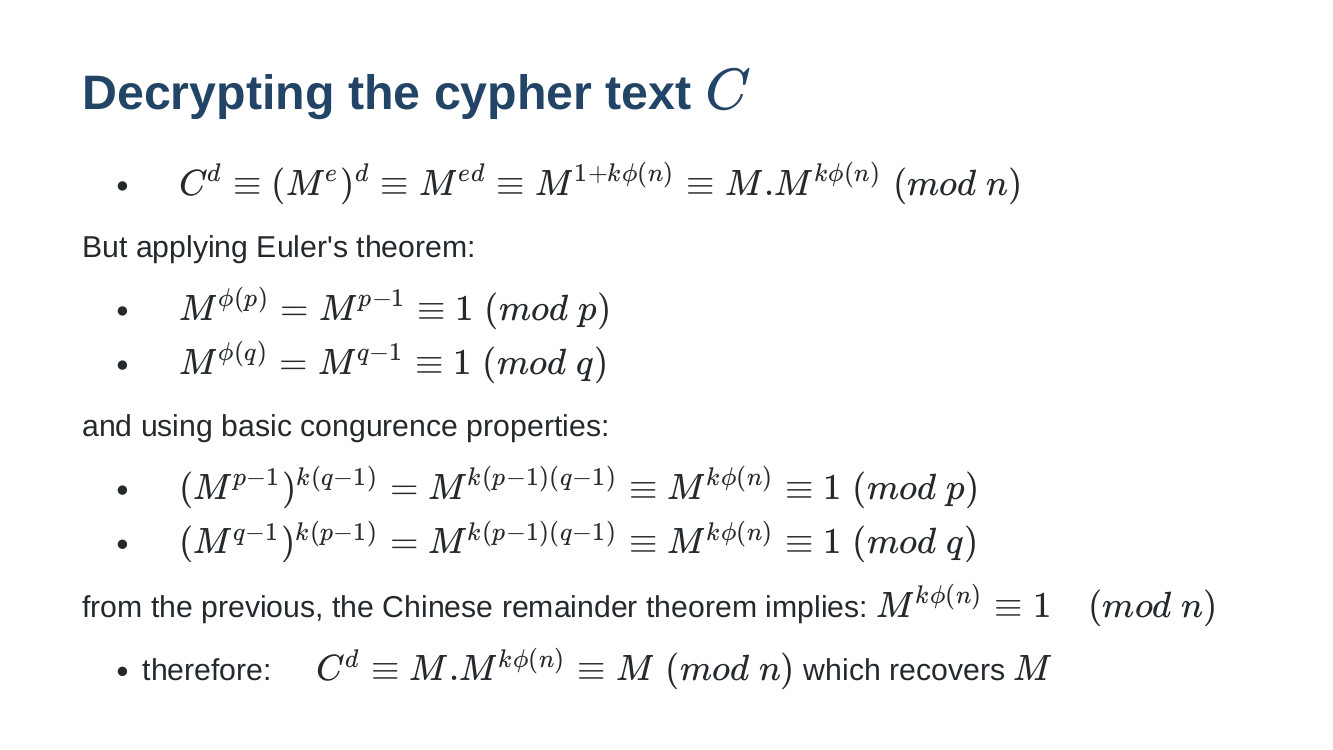 Decrypting the cypher text $C$
• $C^d \equiv (M^e)^d \equiv M^{ed} \equiv M^{1+k\phi(n)} \equiv M.M^{k\phi(n)} \ (mod \ n)$
But applying Euler's theorem:
• $M^{\phi(p)} = M^{p-1} \equiv 1 \ (mod \ p)$
• $M^{\phi(q)} = M^{q-1} \equiv 1 \ (mod \ q)$
and using basic congurence properties:
• $(M^{p-1})^{k(q-1)} = M^{k(p-1)(q-1)} \equiv M^{k\phi(n)} \equiv 1 \ (mod \ p)$
• $(M^{q-1})^{k(p-1)} = M^{k(p-1)(q-1)} \equiv M^{k\phi(n)} \equiv 1 \ (mod \ q)$
from the previous, the Chinese remainder theorem implies: $M^{k\phi(n)} \equiv 1 \quad (mod \ n)$
• therefore: $C^d \equiv M.M^{k\phi(n)} \equiv M \ (mod \ n)$ which recovers $M$